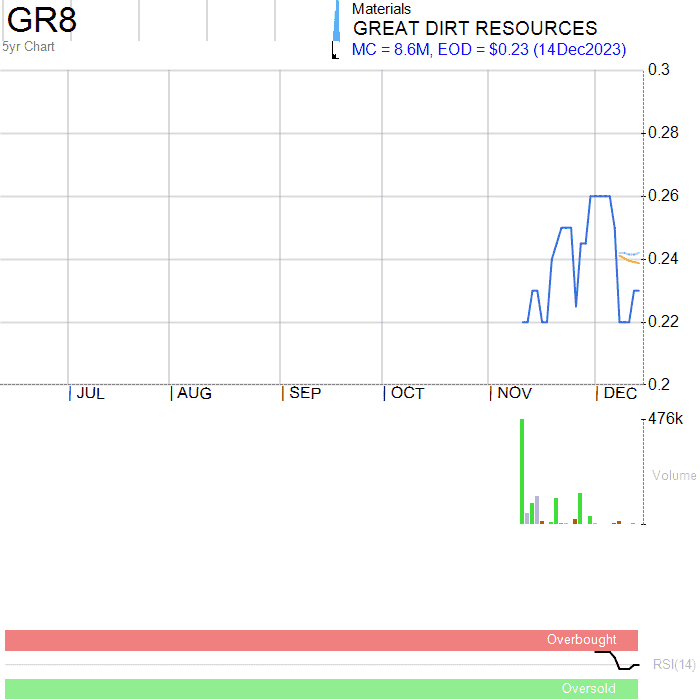 GR8
5yr Chart
Materials
GREAT DIRT RESOURCES
MC = 8.6M, EOD = $0.23 (14Dec2023)
0.3
0.28
0.26
0.24
0.22
0.2
JUL AUG SEP OCT NOV DEC
476k
Volume
Overbought
RSI(14)
Oversold